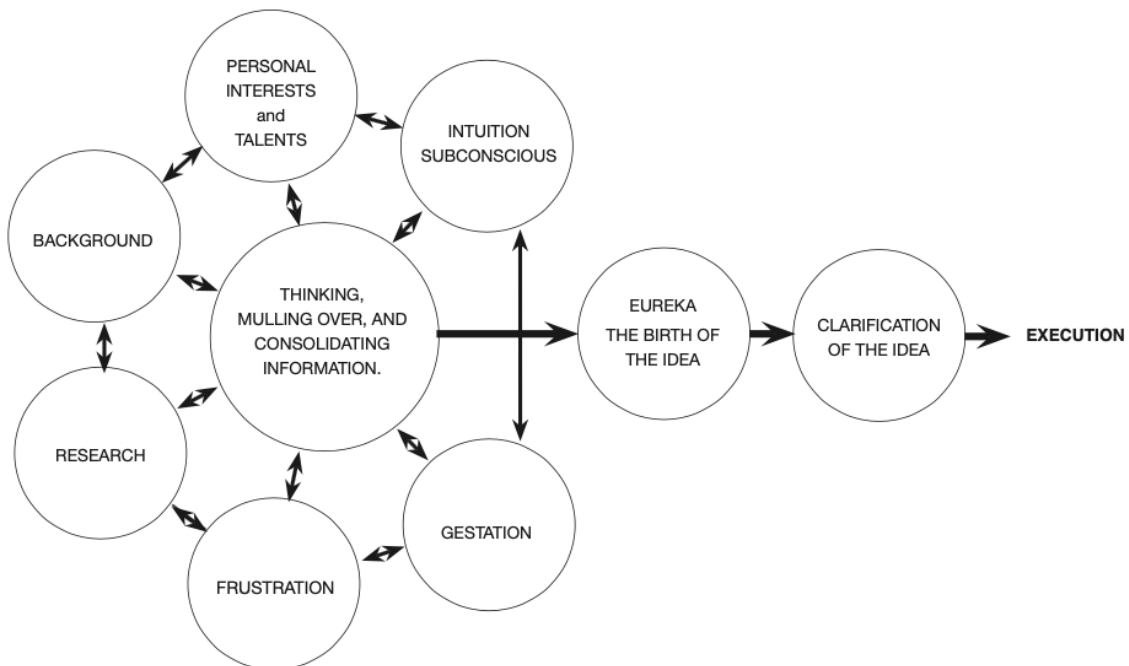 PERSONAL
INTERESTS
and
TALENTS
INTUITION
SUBCONSCIOUS
BACKGROUND
THINKING,
MULLING OVER, AND
CONSOLIDATING
INFORMATION.
EUREKA
THE BIRTH OF
THE IDEA
CLARIFICATION
OF THE IDEA
EXECUTION
RESEARCH
GESTATION
FRUSTRATION